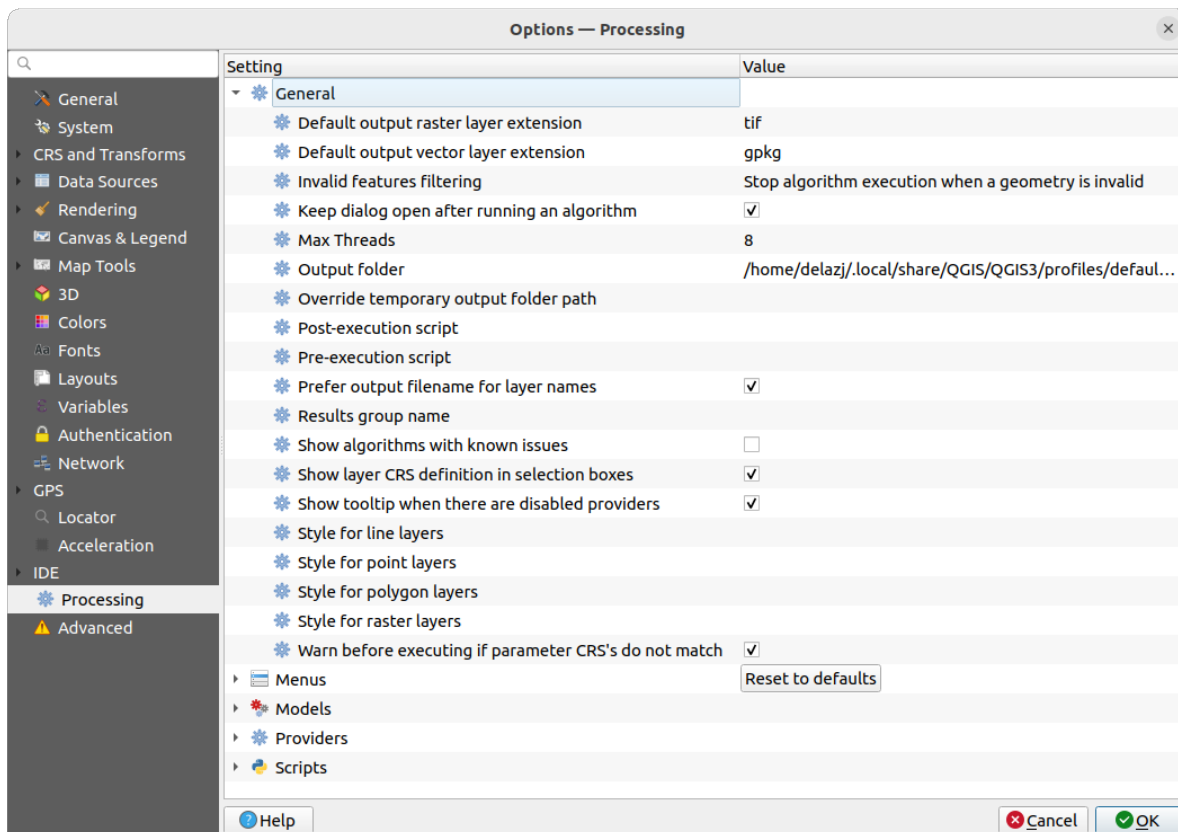 Options — Processing
General
System
CRS and Transforms
Data Sources
Rendering
Canvas & Legend
Map Tools
3D
Colors
Aa Fonts
Layouts
ε Variables
Authentication
Network
GPS
Locator
Acceleration
IDE
Processing
Advanced
Setting Value
General
Default output raster layer extension tif
Default output vector layer extension gpkg
Invalid features filtering Stop algorithm execution when a geometry is invalid
Keep dialog open after running an algorithm
Max Threads 8
Output folder /home/delazj/.local/share/QGIS/QGIS3/profiles/defaul...
Override temporary output folder path
Post-execution script
Pre-execution script
Prefer output filename for layer names
Results group name
Show algorithms with known issues
Show layer CRS definition in selection boxes
Show tooltip when there are disabled providers
Style for line layers
Style for point layers
Style for polygon layers
Style for raster layers
Warn before executing if parameter CRS's do not match
Menus Reset to defaults
Models
Providers
Scripts
Help Cancel OK